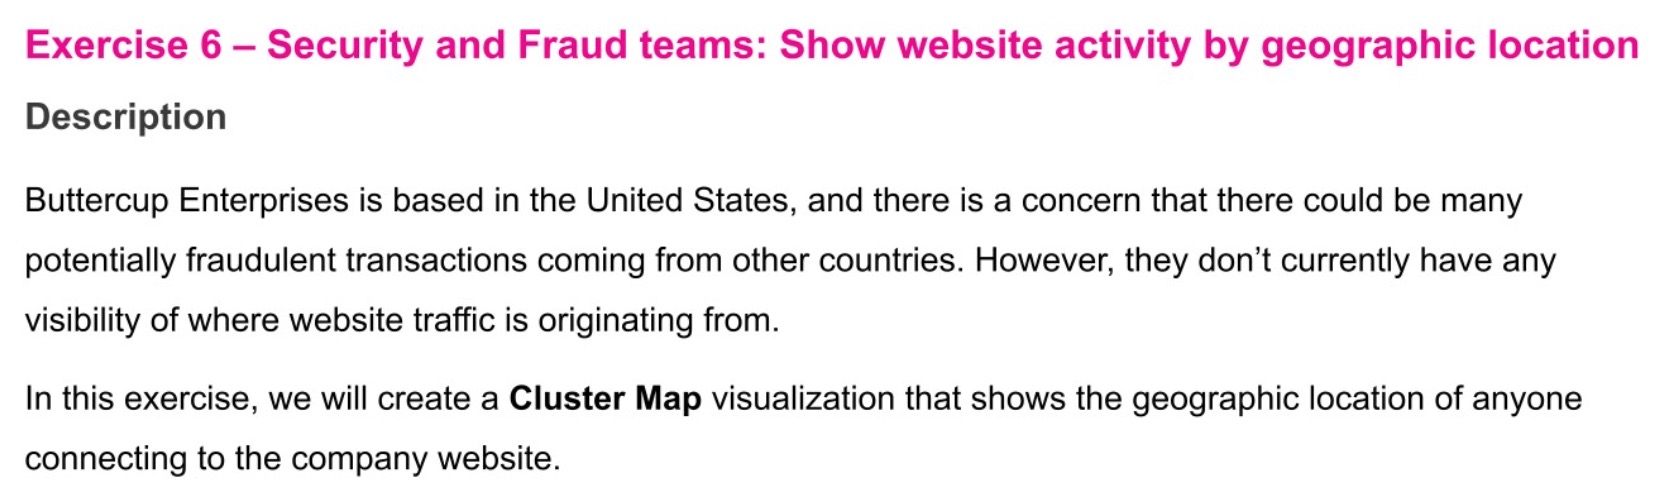 Exercise 6 – Security and Fraud teams: Show website activity by geographic location
Description
Buttercup Enterprises is based in the United States, and there is a concern that there could be many
potentially fraudulent transactions coming from other countries. However, they don’t currently have any
visibility of where website traffic is originating from.
In this exercise, we will create a Cluster Map visualization that shows the geographic location of anyone
connecting to the company website.